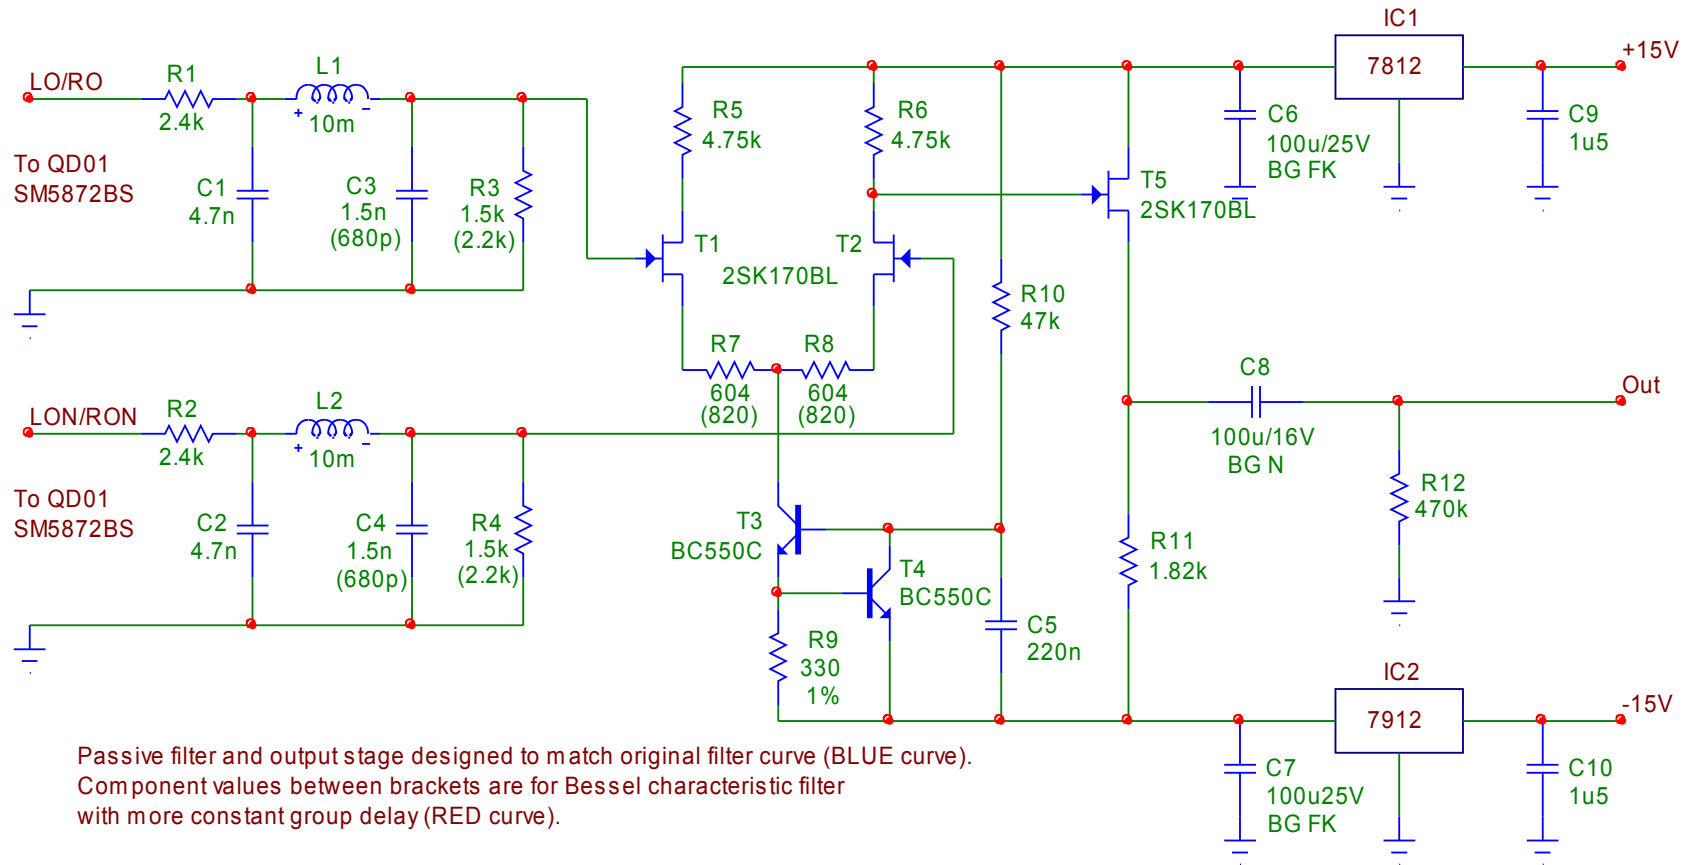 IC1
7812
+15V
LO/RO
R1
2.4k
L1
+ -
10m
To QD01
SM5872BS
C1
4.7n
C3
1.5n
(680p)
R3
1.5k
(2.2k)
R5
4.75k
R6
4.75k
C6
100u/25V
BG FK
C9
1u5
T5
2SK170BL
T1
T2
2SK170BL
R10
47k
R7
604
(820)
R8
604
(820)
C8
100u/16V
BG N
Out
LON/RON
R2
2.4k
L2
+ -
10m
To QD01
SM5872BS
C2
4.7n
C4
1.5n
(680p)
R4
1.5k
(2.2k)
T3
BC550C
T4
BC550C
R11
1.82k
R12
470k
R9
330
1%
C5
220n
IC2
7912
-15V
C7
100u25V
BG FK
C10
1u5
Passive filter and output stage designed to match original filter curve (BLUE curve).
Component values between brackets are for Bessel characteristic filter
with more constant group delay (RED curve).